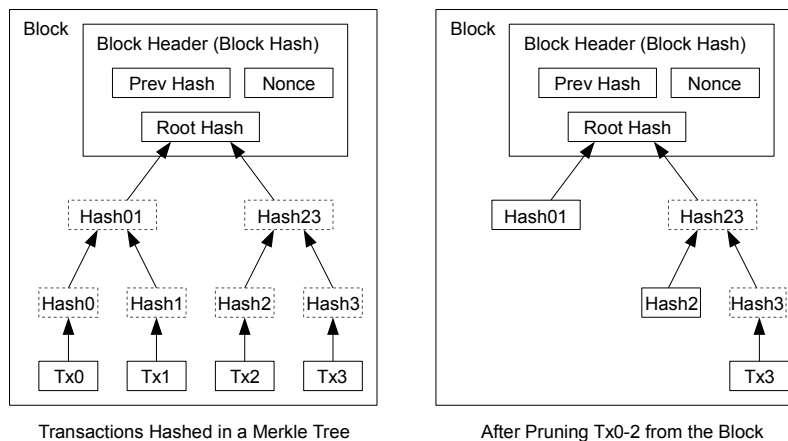 Block
Block Header (Block Hash)
Prev Hash
Nonce
Root Hash
Hash01
Hash23
Hash0
Hash1
Hash2
Hash3
Tx0
Tx1
Tx2
Tx3
Transactions Hashed in a Merkle Tree
Block
Block Header (Block Hash)
Prev Hash
Nonce
Root Hash
Hash01
Hash23
Hash2
Hash3
Tx3
After Pruning Tx0-2 from the Block